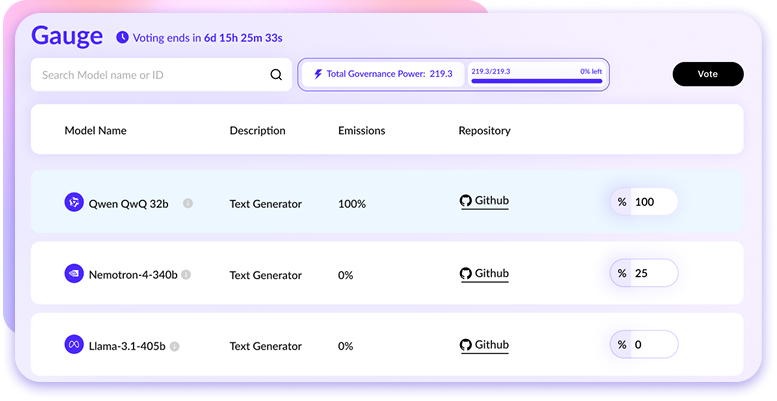 Gauge
Voting ends in 6d 15h 25m 33s
Search Model name or ID
Total Governance Power: 219.3
219.3/219.3 0% left
Vote
Model Name Description Emissions Repository
Qwen QwQ 32b Text Generator 100% Github % 100
Nemotron-4-340b Text Generator 0% Github % 25
Llama-3.1-405b Text Generator 0% Github % 0